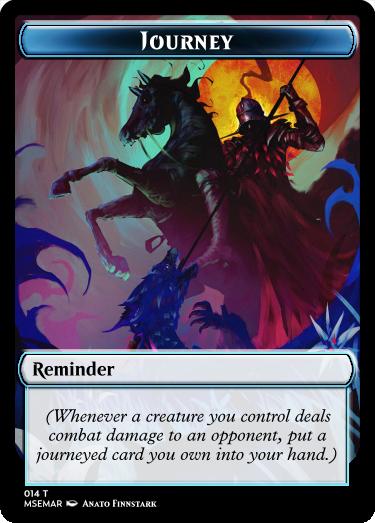 Journey
Reminder
(Whenever a creature you control deals
combat damage to an opponent, put a
journeyed card you own into your hand.)
014 T
MSEMAR Anato Finnstark